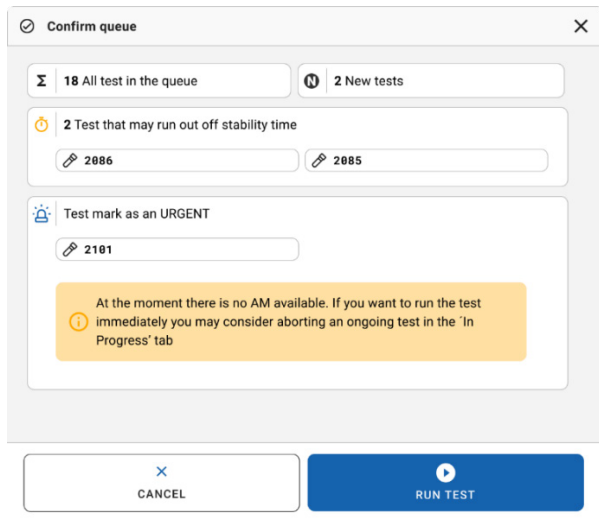 Confirm queue
Σ 18 All test in the queue
N 2 New tests
2 Test that may run out off stability time
2086
2085
Test mark as an URGENT
2101
At the moment there is no AM available. If you want to run the test
immediately you may consider aborting an ongoing test in the ´In
Progress’ tab
CANCEL
RUN TEST